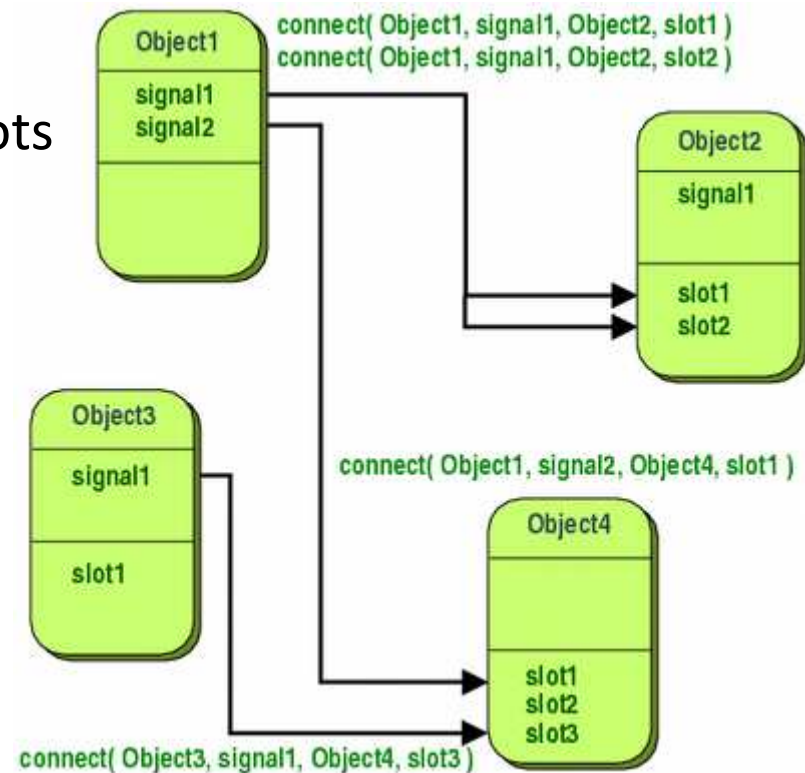 connect( Object1, signal1, Object2, slot1 )
connect( Object1, signal1, Object2, slot2 )
Object1
signal1
signal2
Object2
signal1
slot1
slot2
Object3
signal1
slot1
connect( Object1, signal2, Object4, slot1 )
Object4
slot1
slot2
slot3
connect( Object3, signal1, Object4, slot3 )